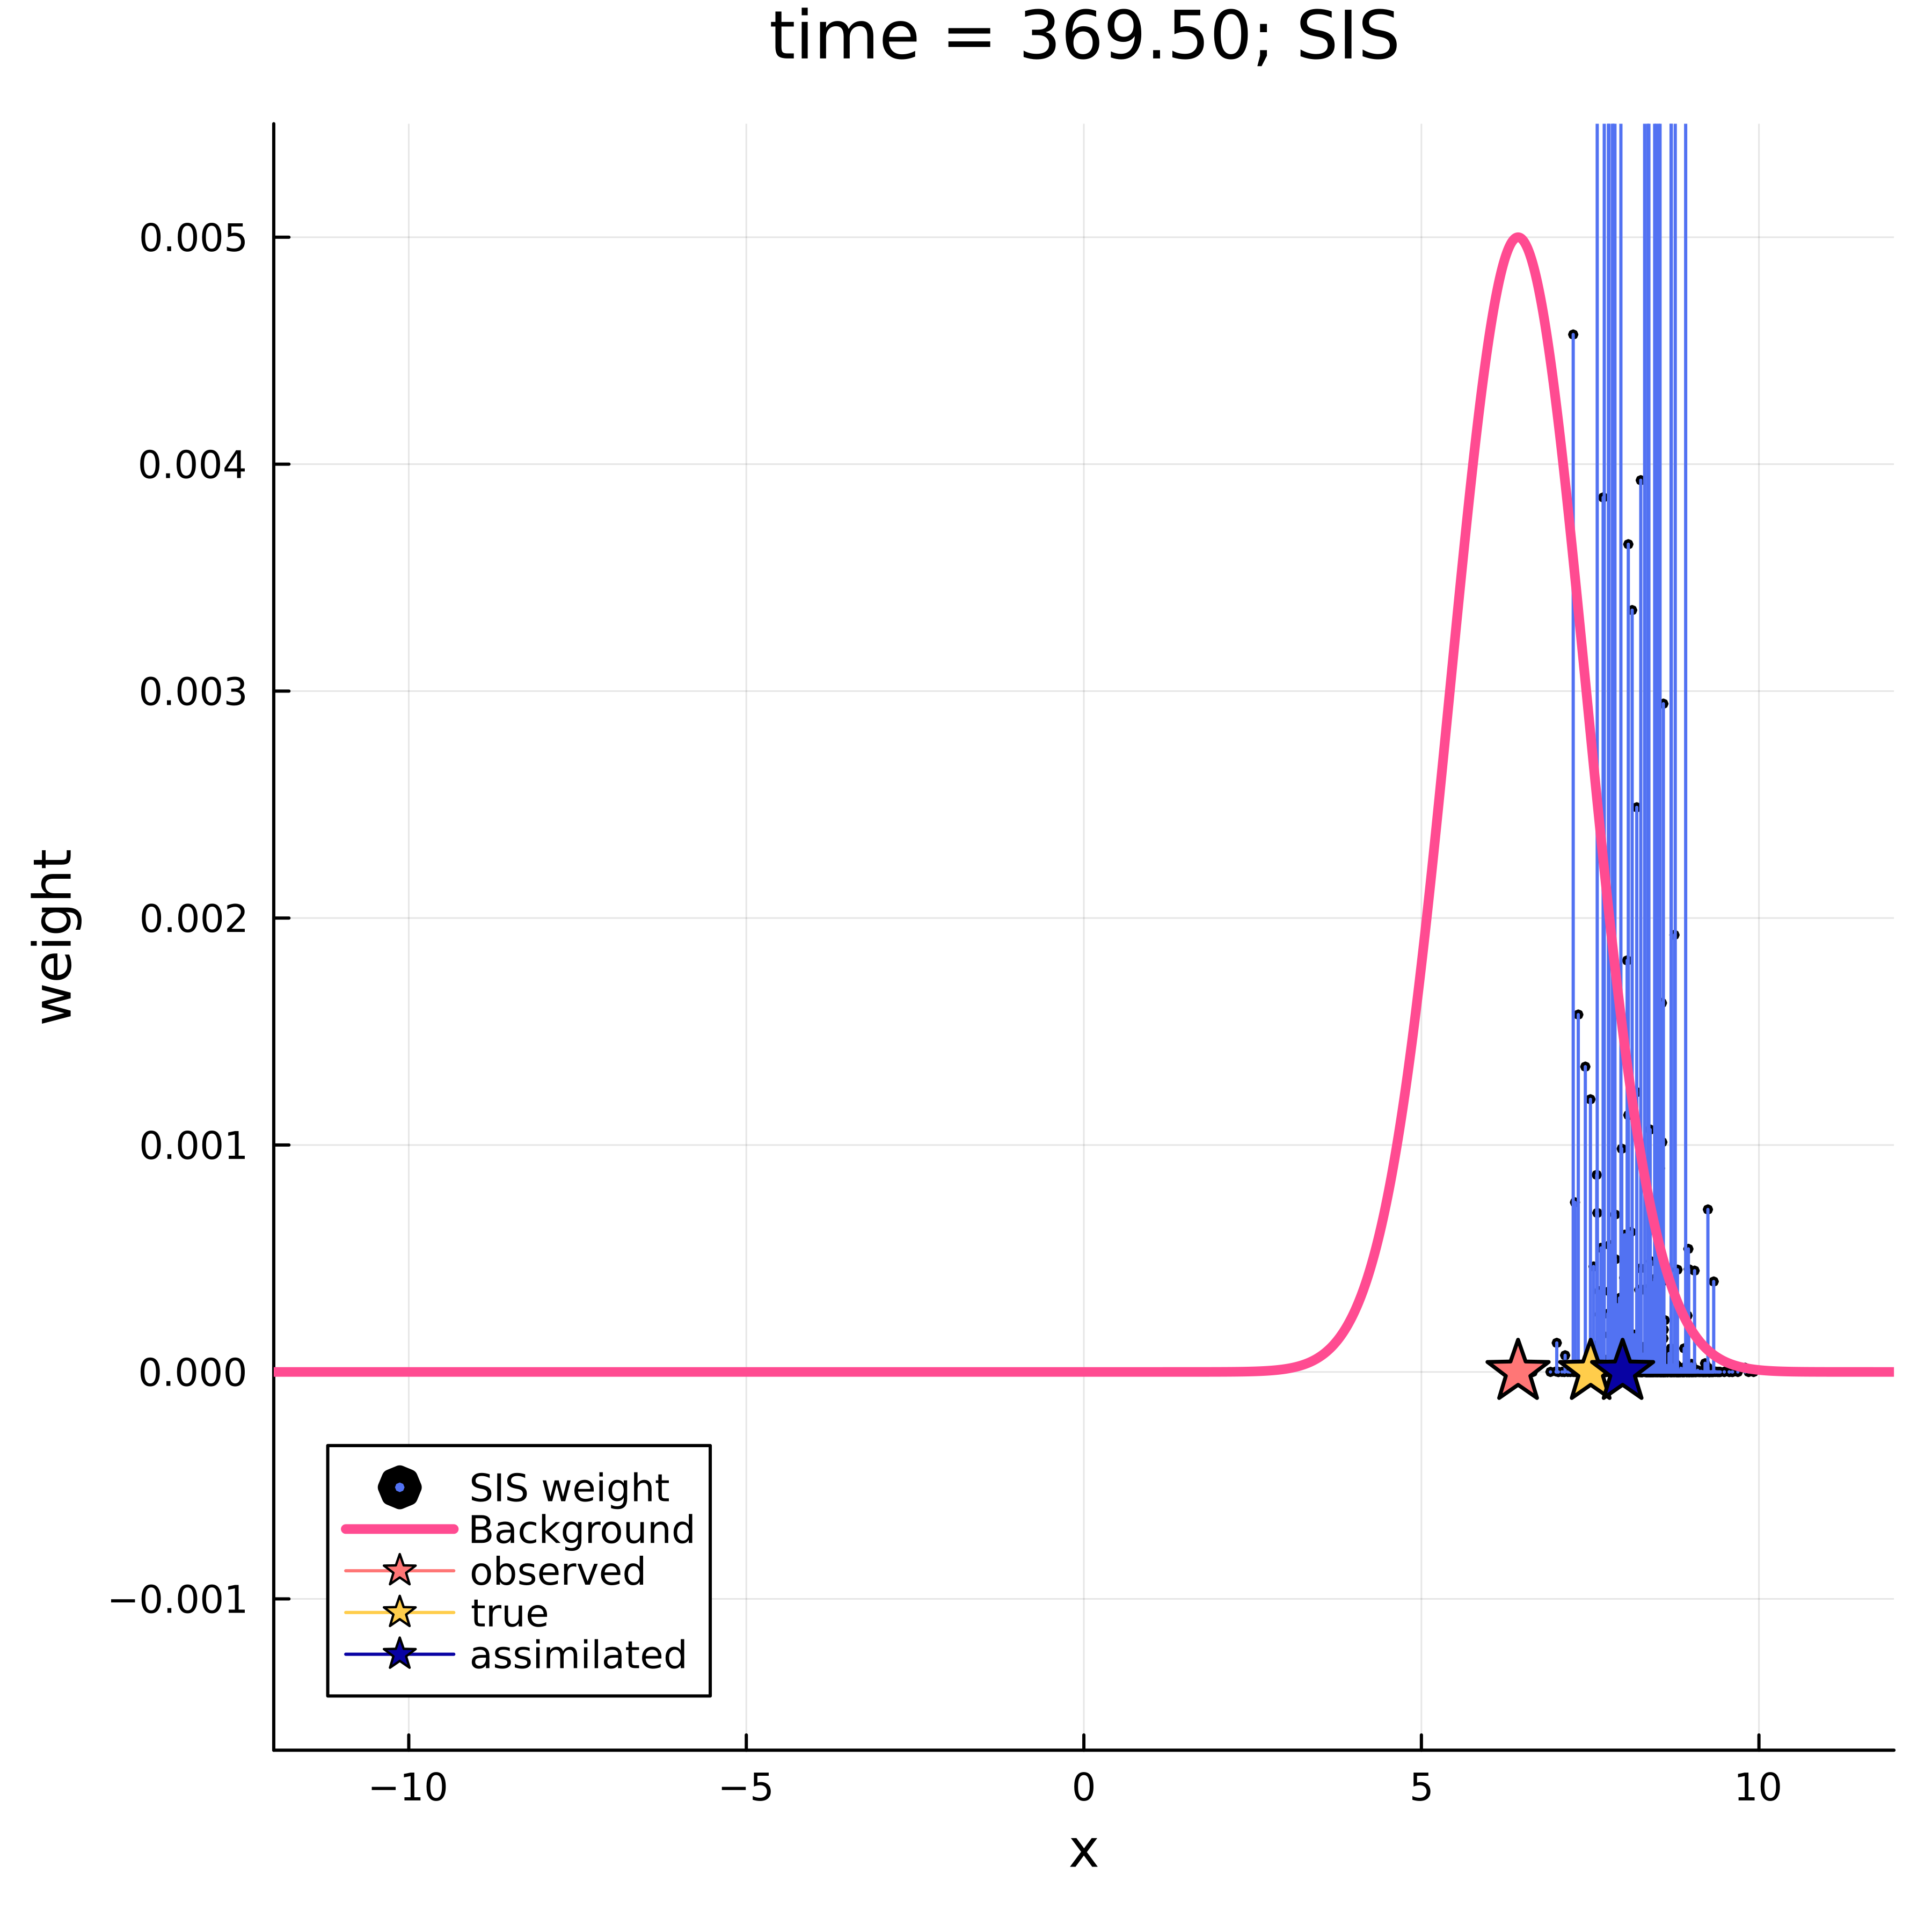 time = 369.50; SIS
0.005
0.004
0.003
0.002
0.001
0.000
−0.001
weight
SIS weight
Background
observed
true
assimilated
−10
−5
0
5
10
x